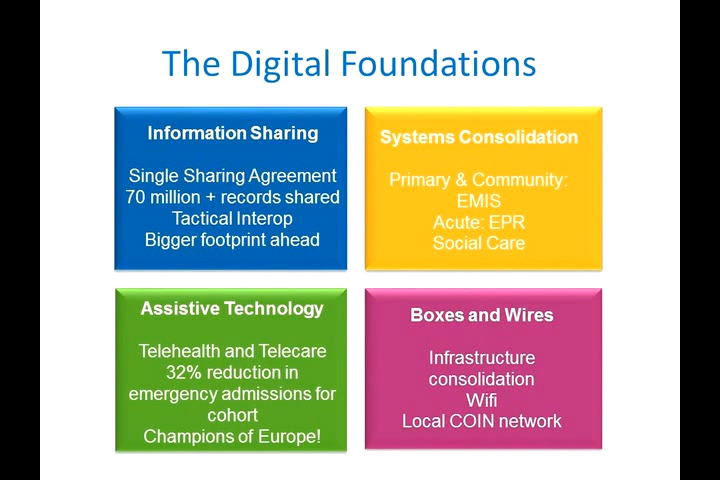 The Digital Foundations
Information Sharing
Single Sharing Agreement
70 million + records shared
Tactical Interop
Bigger footprint ahead
Systems Consolidation
Primary & Community:
EMIS
Acute: EPR
Social Care
Assistive Technology
Telehealth and Telecare
32% reduction in
emergency admissions for
cohort
Champions of Europe!
Boxes and Wires
Infrastructure
consolidation
Wifi
Local COIN network